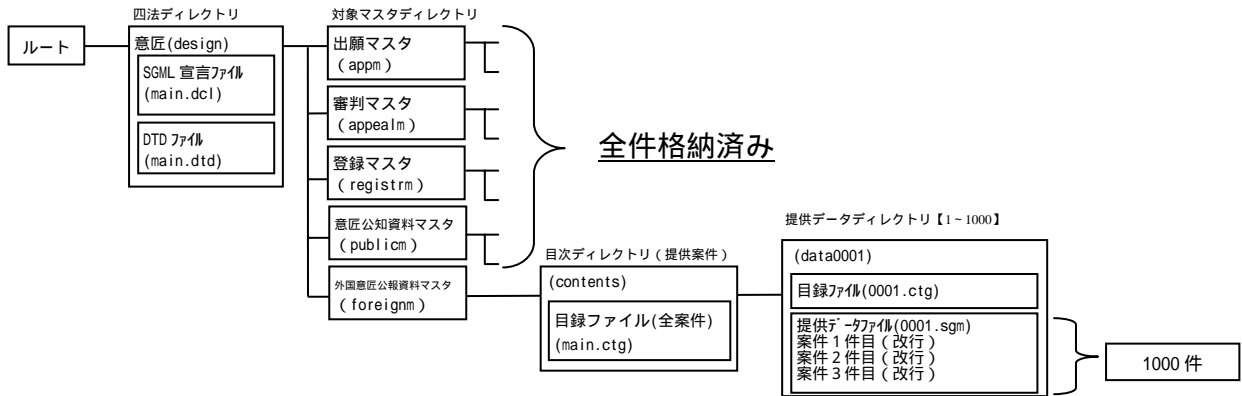 四法ディレクトリ
対象マスタディレクトリ
ルート
意匠(design)
SGML 宣言ファイル
(main.dcl)
DTD ファイル
(main.dtd)
出願マスタ
(appm)
審判マスタ
(appealm)
登録マスタ
(registrm)
意匠公知資料マスタ
(publicm)
外国意匠公報資料マスタ
(foreignm)
全件格納済み
目次ディレクトリ(提供案件)
(contents)
目録ファイル(全案件)
(main.ctg)
提供データディレクトリ【1~1000】
(data0001)
目録ファイル(0001.ctg)
提供データファイル(0001.sgm)
案件1件目(改行)
案件2件目(改行)
案件3件目(改行)
1000 件